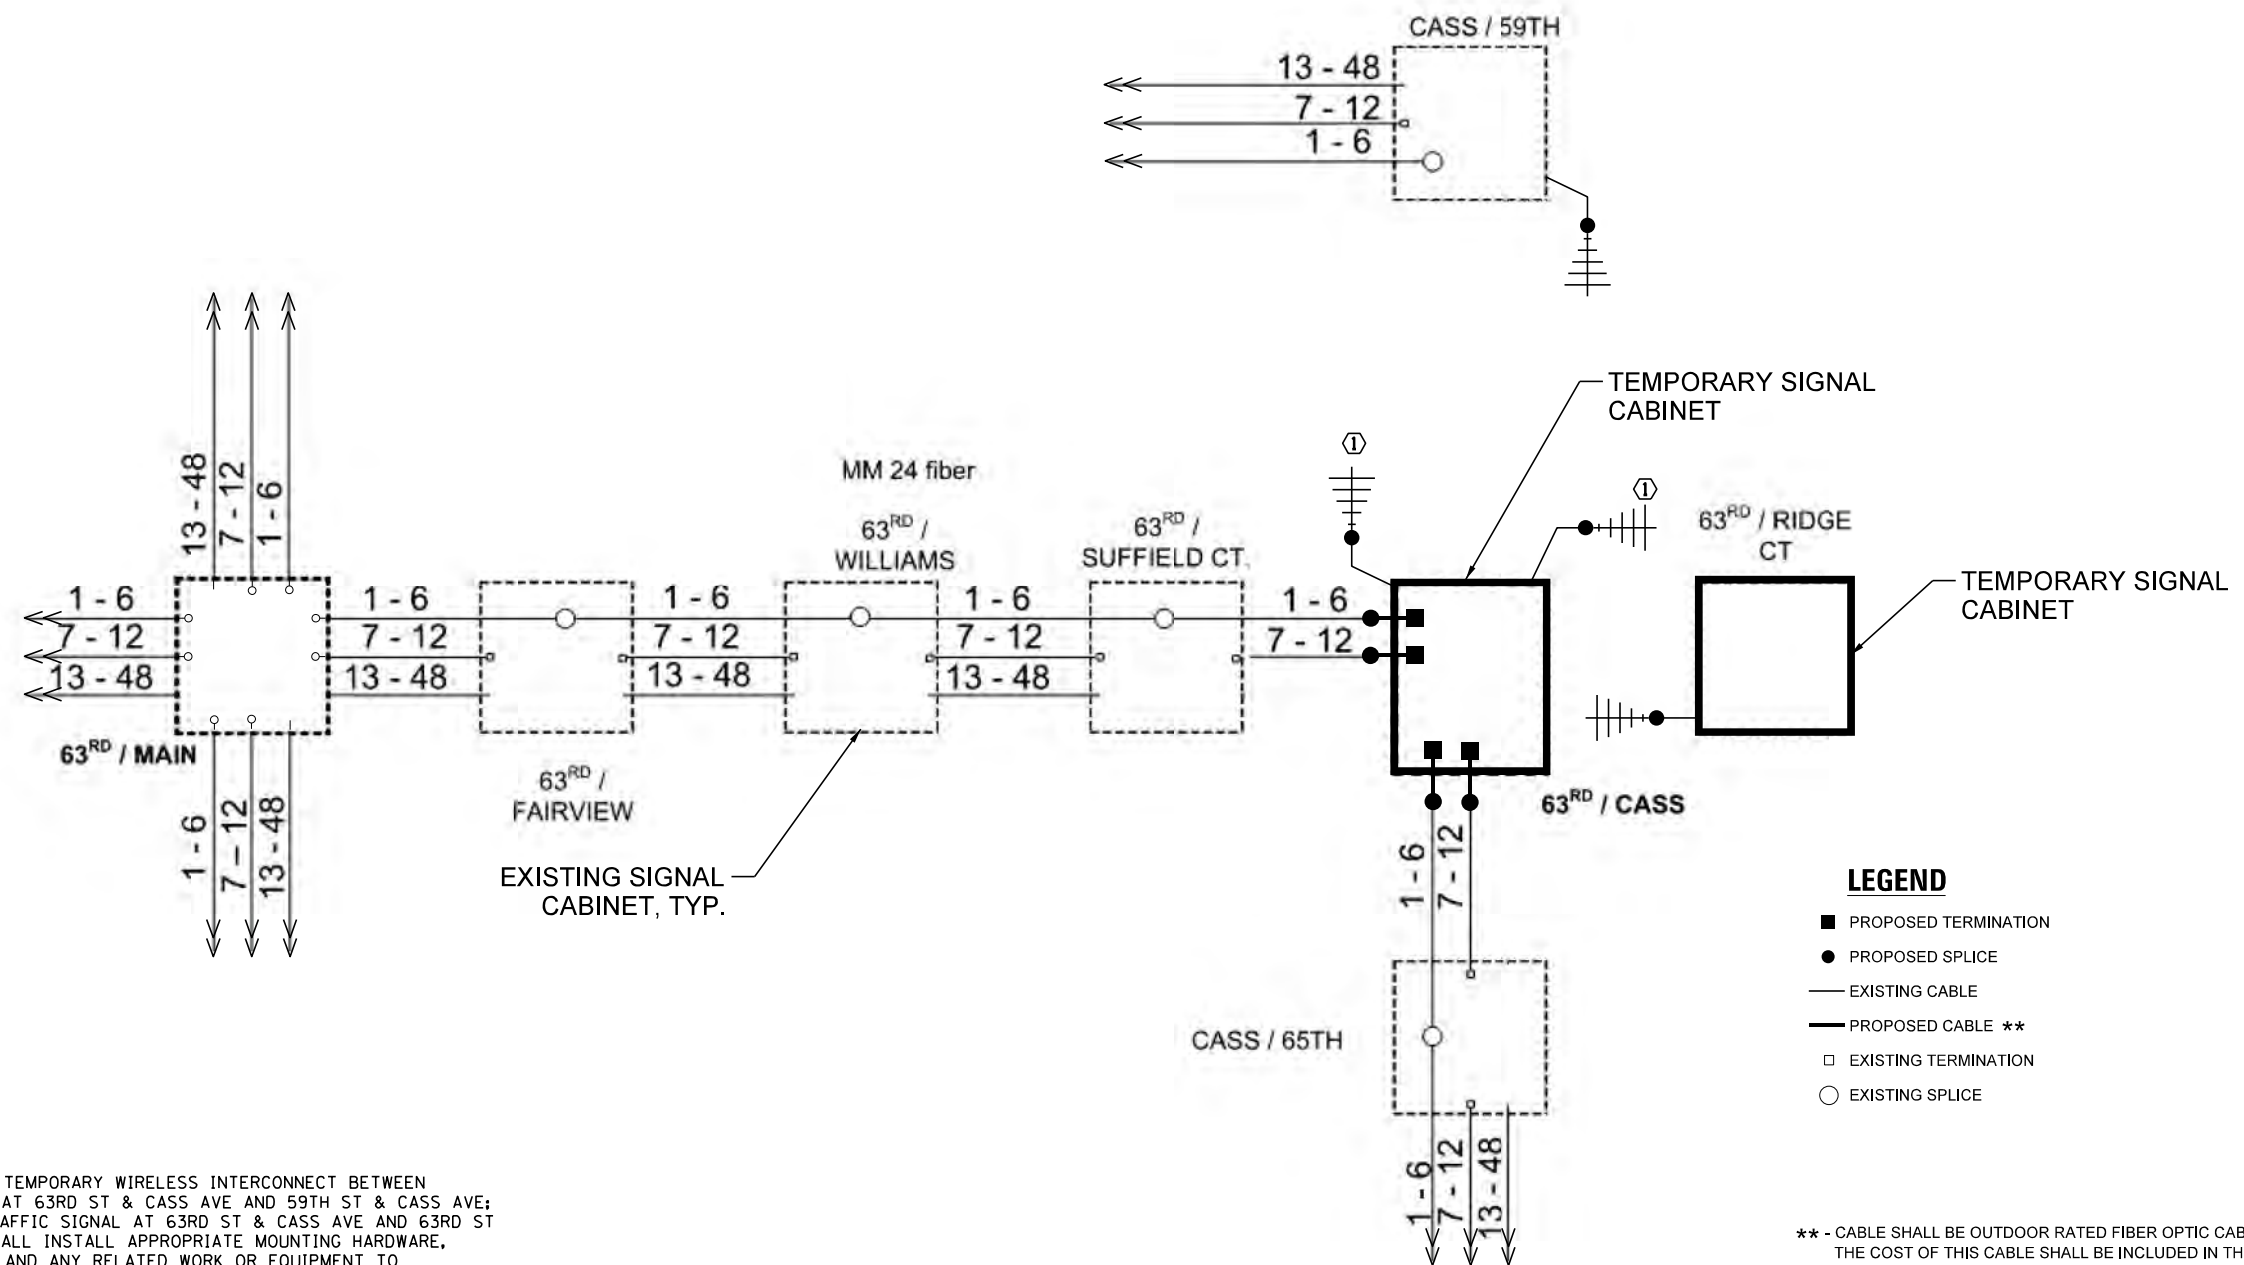 CASS / 59TH
13 - 48
7 - 12
1 - 6
TEMPORARY SIGNAL
CABINET
1
1
MM 24 fiber
63RD /
WILLIAMS
63RD /
SUFFIELD CT.
63RD / RIDGE
CT
TEMPORARY SIGNAL
CABINET
13 - 48
7 - 12
1 - 6
1 - 6
7 - 12
13 - 48
1 - 6
7 - 12
13 - 48
1 - 6
7 - 12
13 - 48
1 - 6
7 - 12
13 - 48
1 - 6
7 - 12
63RD / MAIN
63RD /
FAIRVIEW
63RD / CASS
1 - 6
7 - 12
13 - 48
EXISTING SIGNAL
CABINET, TYP.
1 - 6
7 - 12
CASS / 65TH
1 - 6
7 - 12
13 - 48
LEGEND
PROPOSED TERMINATION
PROPOSED SPLICE
EXISTING CABLE
PROPOSED CABLE **
EXISTING TERMINATION
EXISTING SPLICE
TEMPORARY WIRELESS INTERCONNECT BETWEEN
AT 63RD ST & CASS AVE AND 59TH ST & CASS AVE;
AFFIC SIGNAL AT 63RD ST & CASS AVE AND 63RD ST
ALL INSTALL APPROPRIATE MOUNTING HARDWARE,
AND ANY RELATED WORK OR EQUIPMENT TO
** - CABLE SHALL BE OUTDOOR RATED FIBER OPTIC CAB
THE COST OF THIS CABLE SHALL BE INCLUDED IN TH